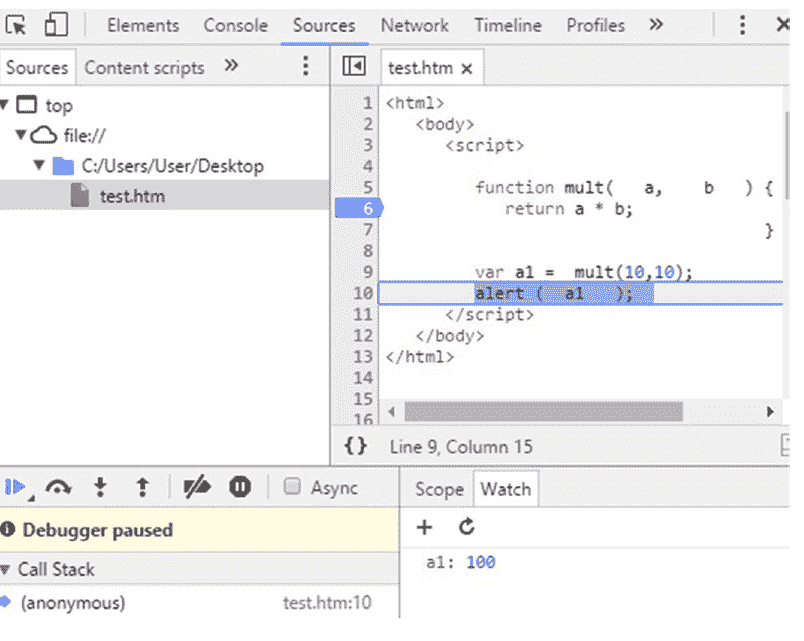 Elements Console Sources Network Timeline Profiles »
Sources Content scripts »
test.htm ×
top
file://
C:/Users/User/Desktop
test.htm
1 <html>
2 <body>
3 <script>
4
5 function mult( a, b ) {
6 return a * b;
7 }
8
9 var a1 = mult(10,10);
10 alert ( a1 );
11 </script>
12 </body>
13 </html>
14
15
16
{} Line 9, Column 15
Async
Scope Watch
Debugger paused
Call Stack
a1: 100
(anonymous) test.htm:10